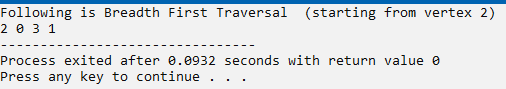 Following is Breadth First Traversal  (starting from vertex 2)
2 0 3 1
--------------------------------
Process exited after 0.0932 seconds with return value 0
Press any key to continue . . .